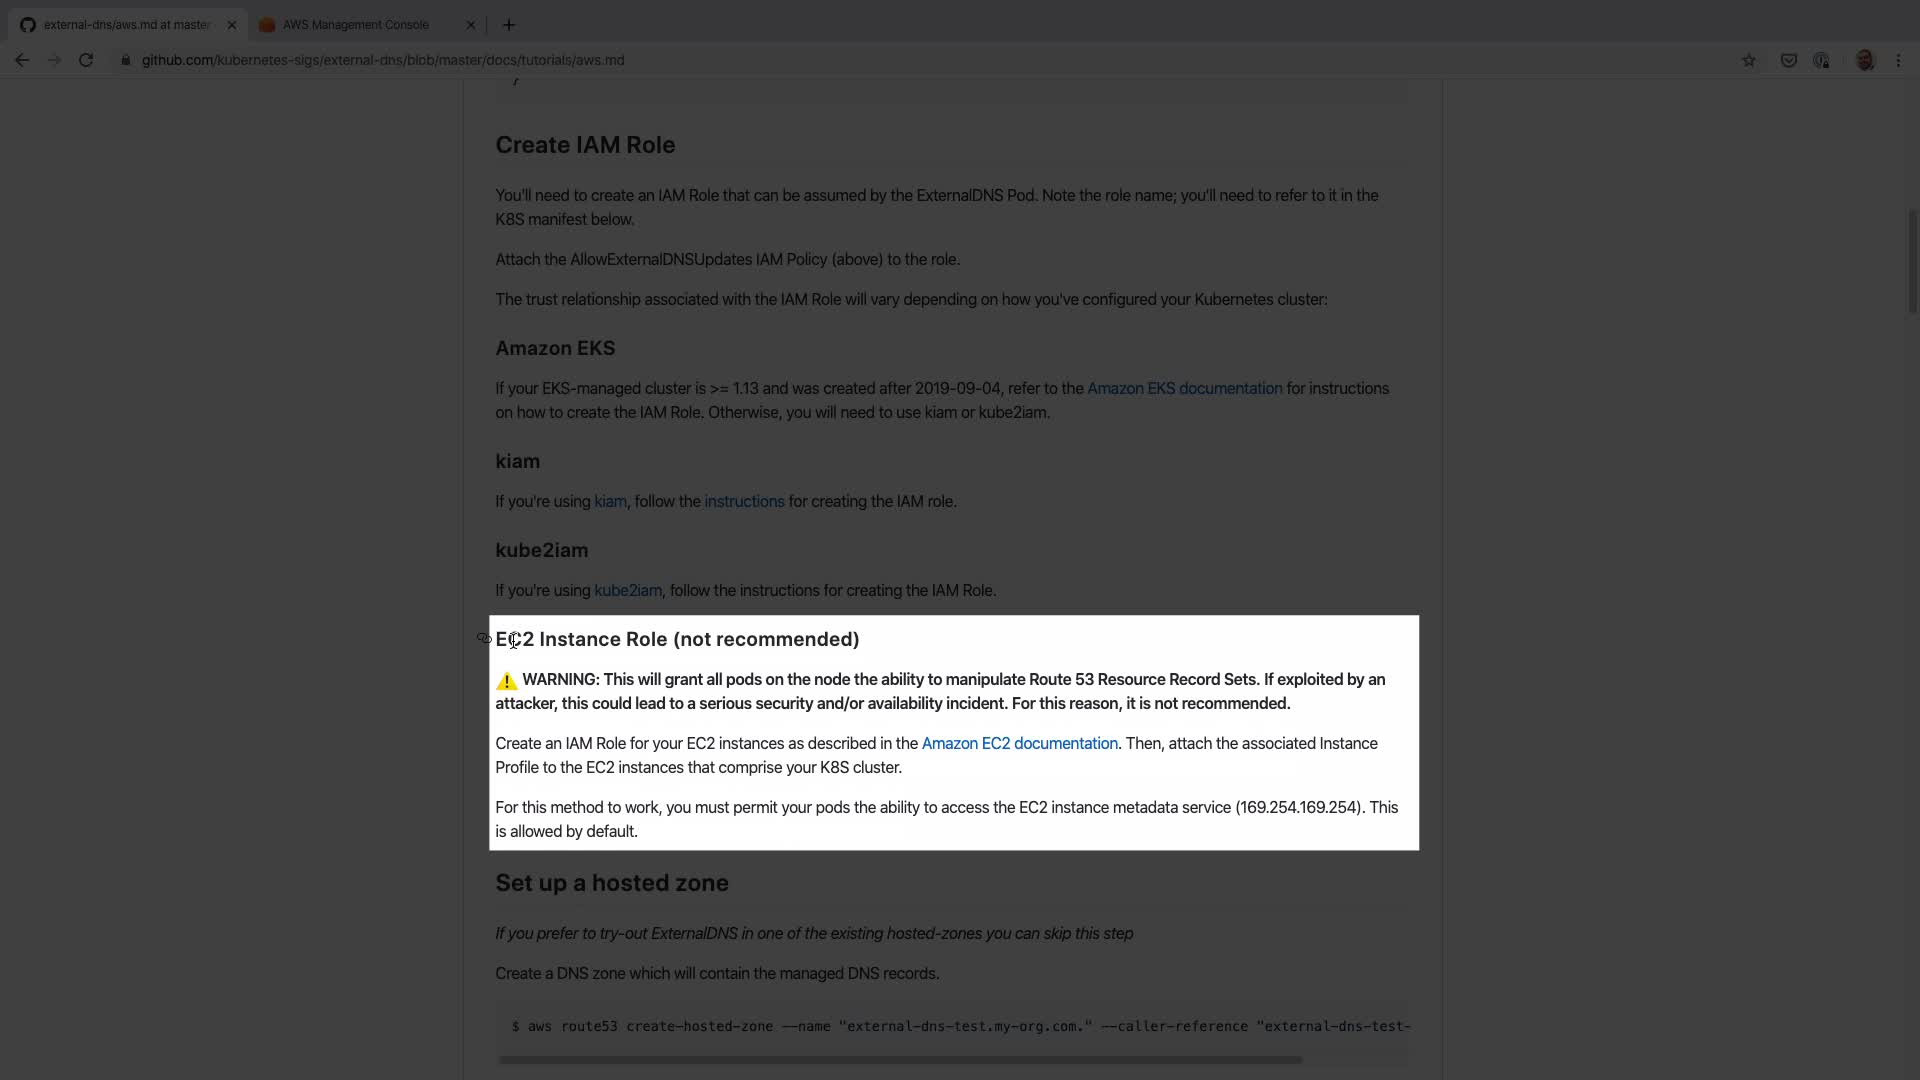 external-dns/aws.md at master
AWS Management Console
github.com/kubernetes-sigs/external-dns/blob/master/docs/tutorials/aws.md
}
Create IAM Role
You'll need to create an IAM Role that can be assumed by the ExternalDNS Pod. Note the role name; you'll need to refer to it in the
K8S manifest below.
Attach the AllowExternalDNSUpdates IAM Policy (above) to the role.
The trust relationship associated with the IAM Role will vary depending on how you've configured your Kubernetes cluster:
Amazon EKS
If your EKS-managed cluster is >= 1.13 and was created after 2019-09-04, refer to the Amazon EKS documentation for instructions
on how to create the IAM Role. Otherwise, you will need to use kiam or kube2iam.
kiam
If you're using kiam, follow the instructions for creating the IAM role.
kube2iam
If you're using kube2iam, follow the instructions for creating the IAM Role.
EC2 Instance Role (not recommended)
⚠️ WARNING: This will grant all pods on the node the ability to manipulate Route 53 Resource Record Sets. If exploited by an
attacker, this could lead to a serious security and/or availability incident. For this reason, it is not recommended.
Create an IAM Role for your EC2 instances as described in the Amazon EC2 documentation. Then, attach the associated Instance
Profile to the EC2 instances that comprise your K8S cluster.
For this method to work, you must permit your pods the ability to access the EC2 instance metadata service (169.254.169.254). This
is allowed by default.
Set up a hosted zone
If you prefer to try-out ExternalDNS in one of the existing hosted-zones you can skip this step
Create a DNS zone which will contain the managed DNS records.
$ aws route53 create-hosted-zone --name "external-dns-test.my-org.com." --caller-reference "external-dns-test-